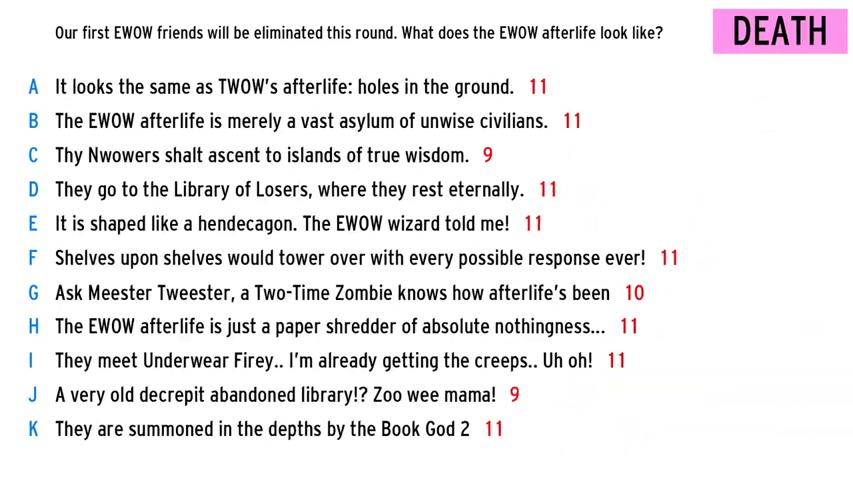 Our first EWOW friends will be eliminated this round. What does the EWOW afterlife look like?
DEATH
A It looks the same as TWOW's afterlife: holes in the ground. 11
B The EWOW afterlife is merely a vast asylum of unwise civilians. 11
C Thy Nwowers shalt ascent to islands of true wisdom. 9
D They go to the Library of Losers, where they rest eternally. 11
E It is shaped like a hendecagon. The EWOW wizard told me! 11
F Shelves upon shelves would tower over with every possible response ever! 11
G Ask Meester Tweester, a Two-Time Zombie knows how afterlife's been 10
H The EWOW afterlife is just a paper shredder of absolute nothingness... 11
I They meet Underwear Firey.. I'm already getting the creeps.. Uh oh! 11
J A very old decrepit abandoned library!? Zoo wee mama! 9
K They are summoned in the depths by the Book God 2 11